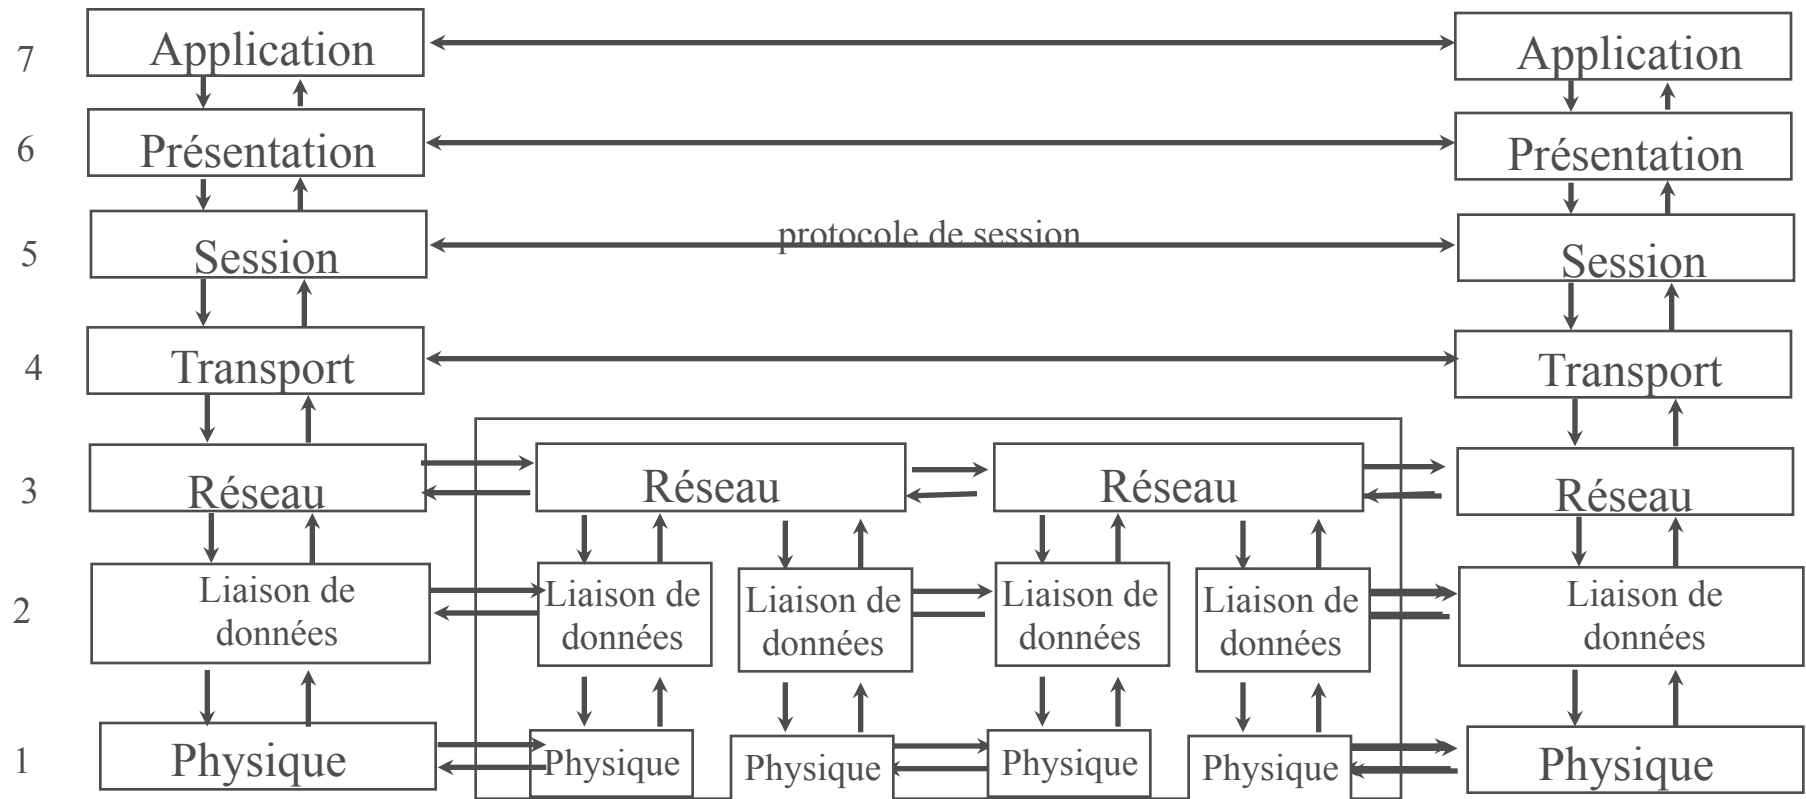 7
Application
Application
6
Présentation
Présentation
5
Session
protocole de session
Session
4
Transport
Transport
3
Réseau
Réseau
Réseau
Réseau
2
Liaison de
données
Liaison de
données
Liaison de
données
Liaison de
données
Liaison de
données
Liaison de
données
1
Physique
Physique
Physique
Physique
Physique
Physique